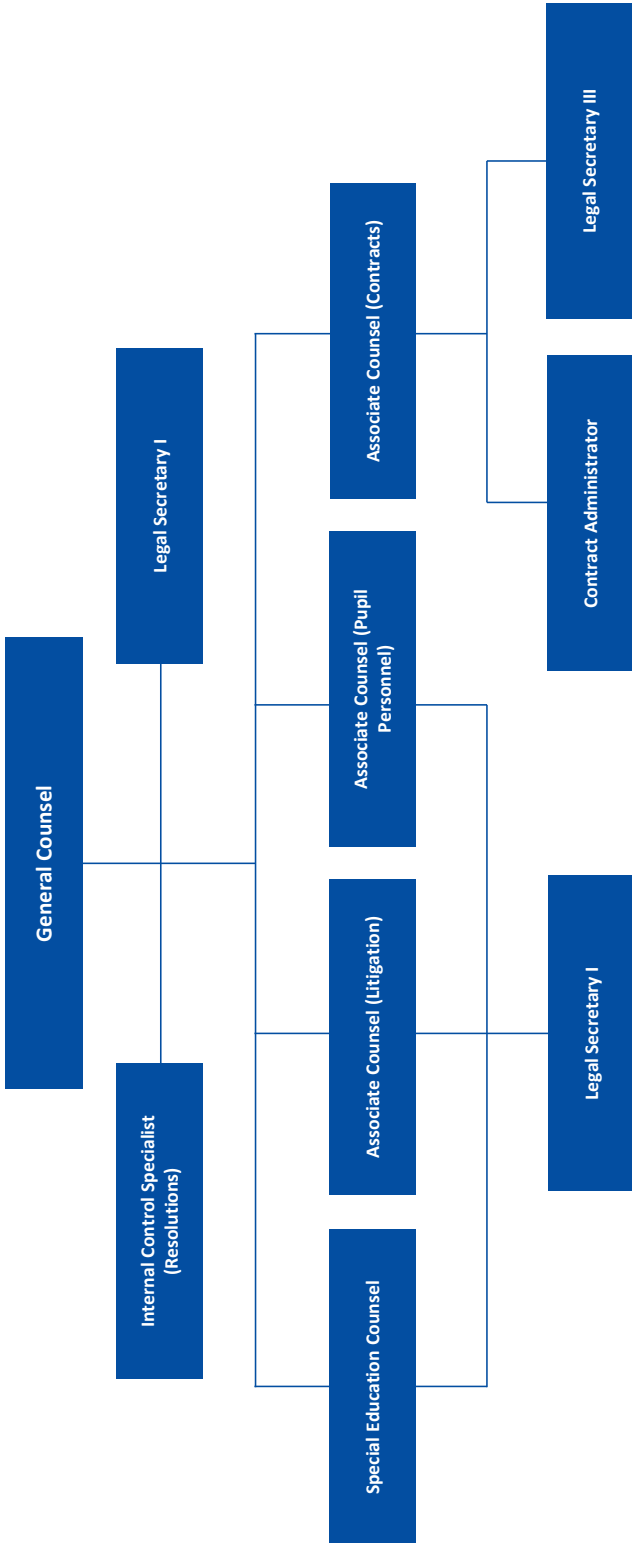 General Counsel
Internal Control Specialist
(Resolutions)
Legal Secretary I
Special Education Counsel
Associate Counsel (Litigation)
Associate Counsel (Pupil
Personnel)
Associate Counsel (Contracts)
Legal Secretary I
Contract Administrator
Legal Secretary III